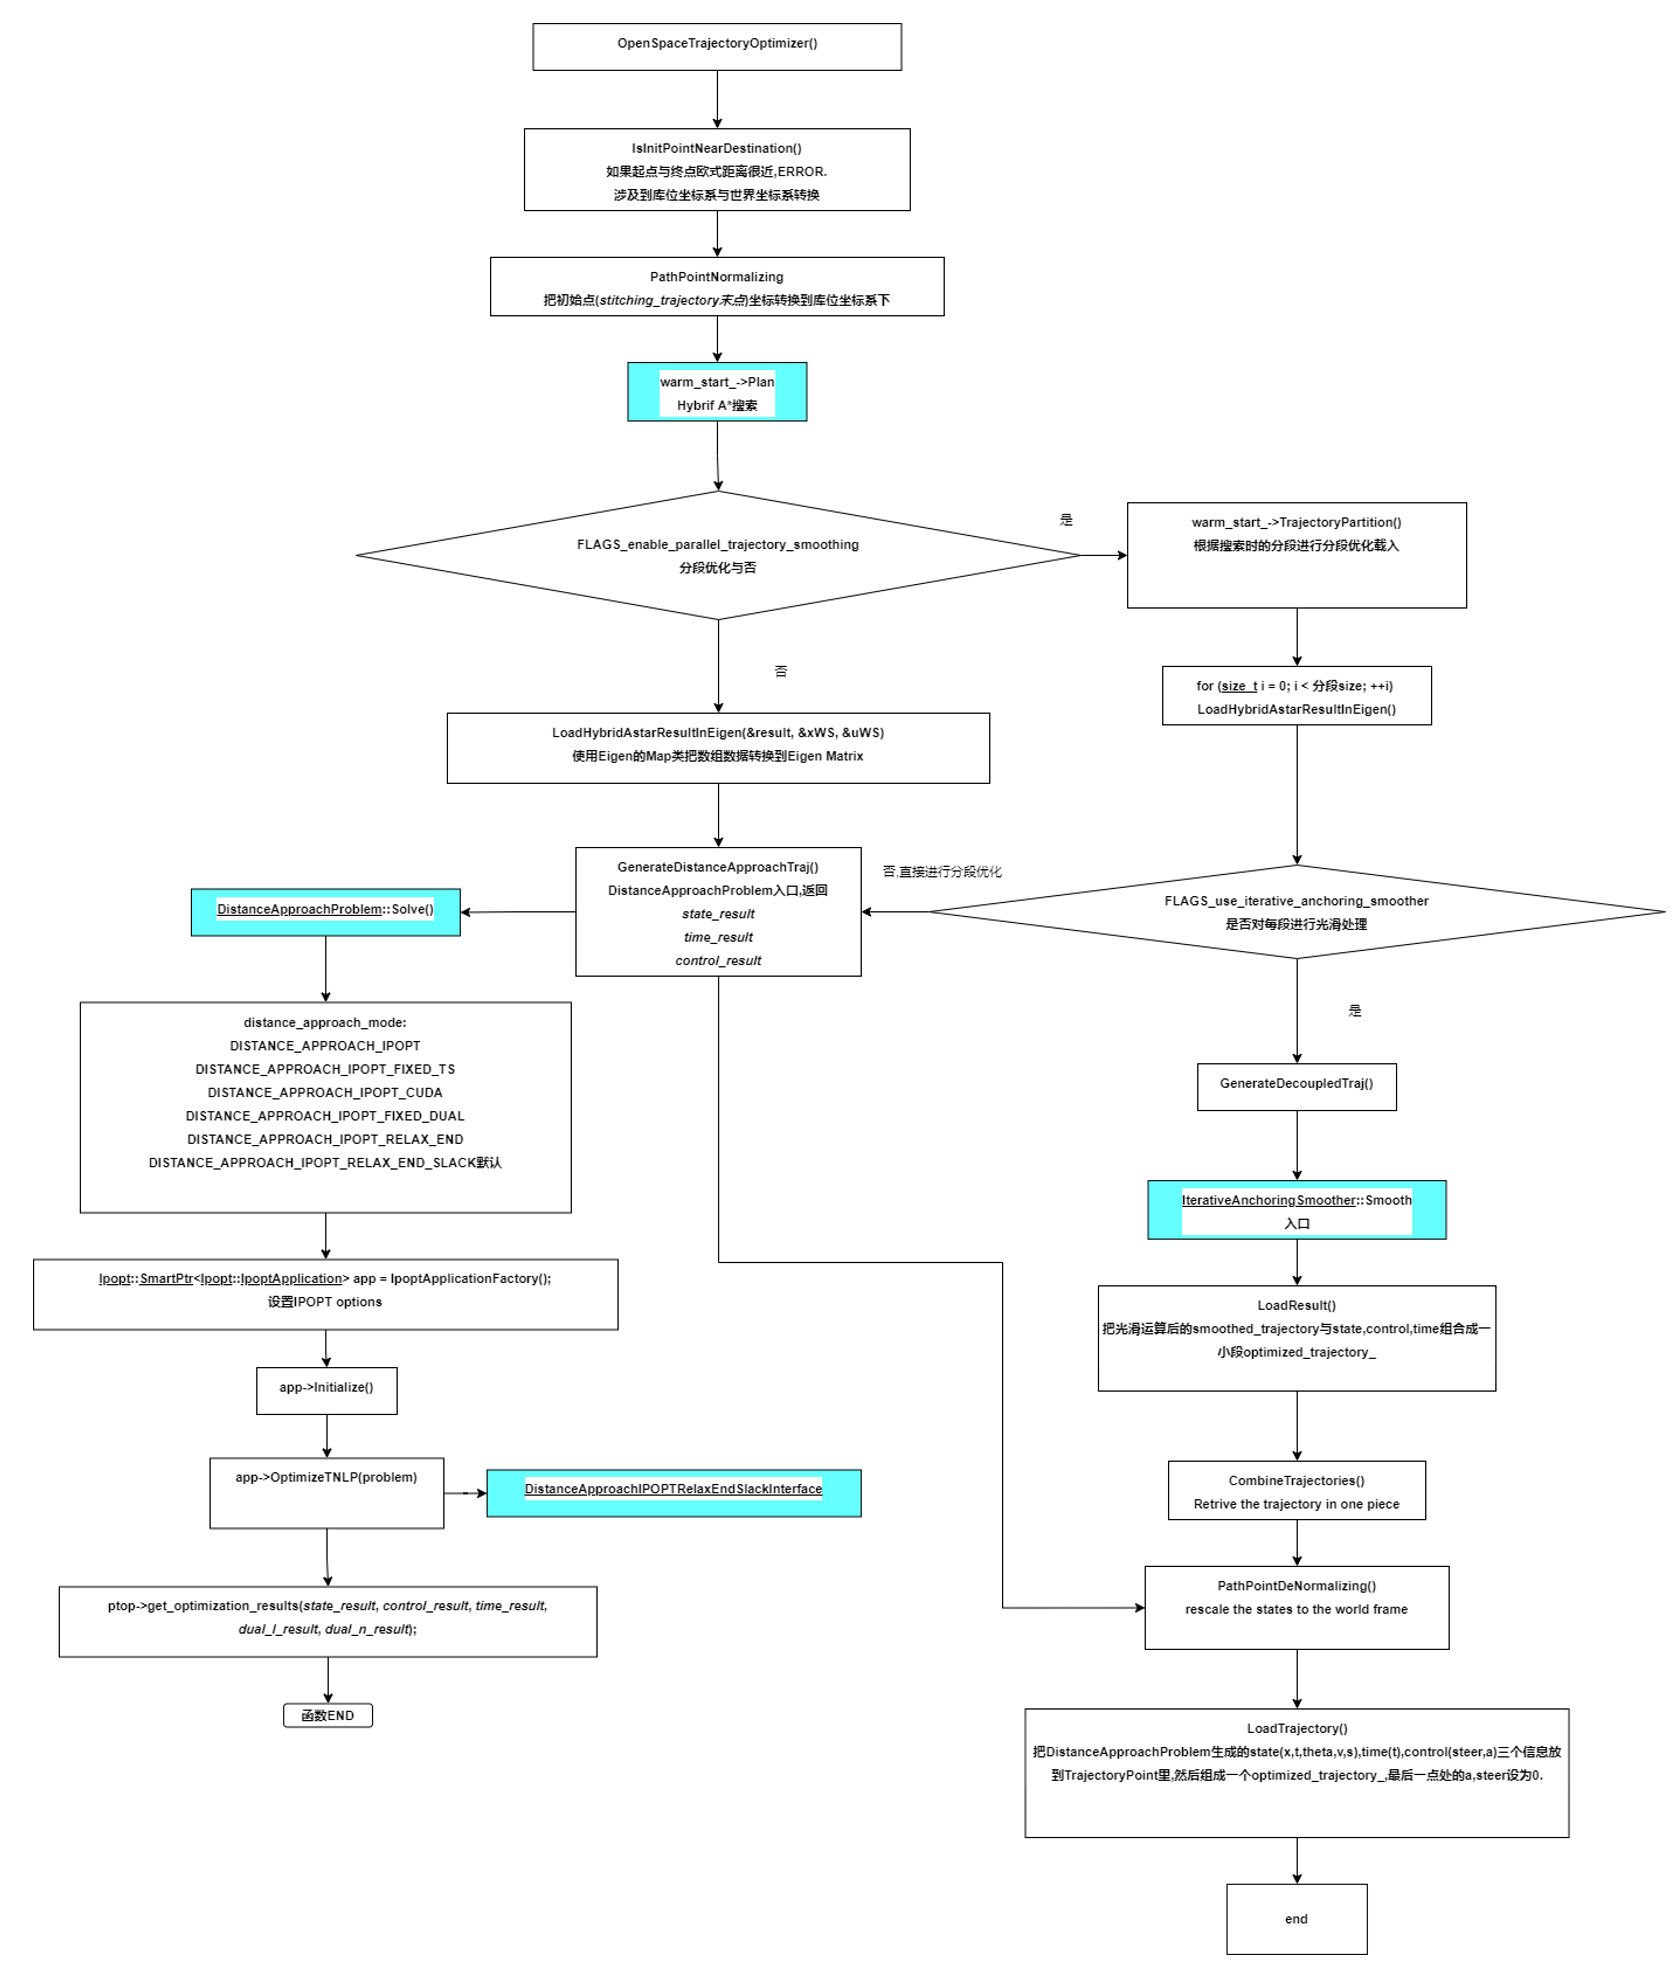 OpenSpaceTrajectoryOptimizer()
IsInitPointNearDestination()
如果起点与终点欧式距离很近,ERROR.
涉及到库位坐标系与世界坐标系转换
PathPointNormalizing
把初始点(stitching_trajectory末点)坐标转换到库位坐标系下
warm_start_->Plan
Hybrif A*搜索
FLAGS_enable_parallel_trajectory_smoothing
分段优化与否
是
warm_start_->TrajectoryPartition()
根据搜索时的分段进行分段优化载入
否
for (size_t i = 0; i < 分段size; ++i)
LoadHybridAstarResultInEigen()
LoadHybridAstarResultInEigen(&result, &xWS, &uWS)
使用Eigen的Map类把数组数据转换到Eigen Matrix
GenerateDistanceApproachTraj()
DistanceApproachProblem入口,返回
state_result
time_result
control_result
否,直接进行分段优化
FLAGS_use_iterative_anchoring_smoother
是否对每段进行光滑处理
DistanceApproachProblem::Solve()
distance_approach_mode:
DISTANCE_APPROACH_IPOPT
DISTANCE_APPROACH_IPOPT_FIXED_TS
DISTANCE_APPROACH_IPOPT_CUDA
DISTANCE_APPROACH_IPOPT_FIXED_DUAL
DISTANCE_APPROACH_IPOPT_RELAX_END
DISTANCE_APPROACH_IPOPT_RELAX_END_SLACK默认
是
GenerateDecoupledTraj()
IterativeAnchoringSmoother::Smooth
入口
Ipopt::SmartPtr<Ipopt::IpoptApplication> app = IpoptApplicationFactory();
设置IPOPT options
LoadResult()
把光滑运算后的smoothed_trajectory与state,control,time组合成一
小段optimized_trajectory_
app->Initialize()
app->OptimizeTNLP(problem)
DistanceApproachIPOPTRelaxEndSlackInterface
CombineTrajectories()
Retrive the trajectory in one piece
PathPointDeNormalizing()
rescale the states to the world frame
ptop->get_optimization_results(state_result, control_result, time_result,
dual_l_result, dual_n_result);
函数END
LoadTrajectory()
把DistanceApproachProblem生成的state(x,t,theta,v,s),time(t),control(steer,a)三个信息放
到TrajectoryPoint里,然后组成一个optimized_trajectory_,最后一点处的a,steer设为0.
end